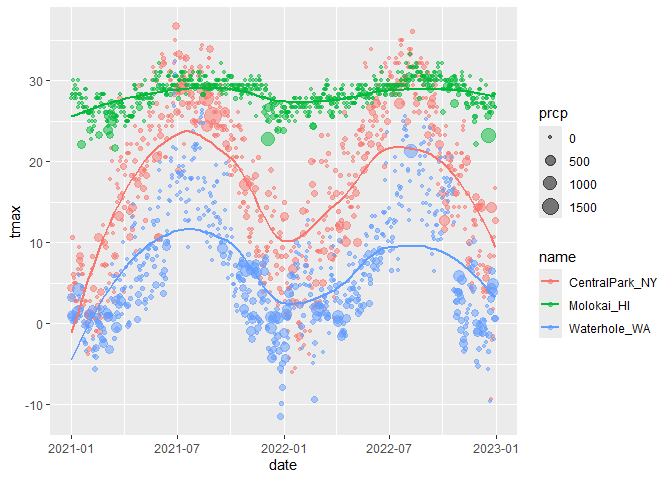 30
20
10
0
-10
tmax
2021-01
2021-07
2022-01
2022-07
2023-01
date
prcp
0
500
1000
1500
name
CentralPark_NY
Molokai_HI
Waterhole_WA